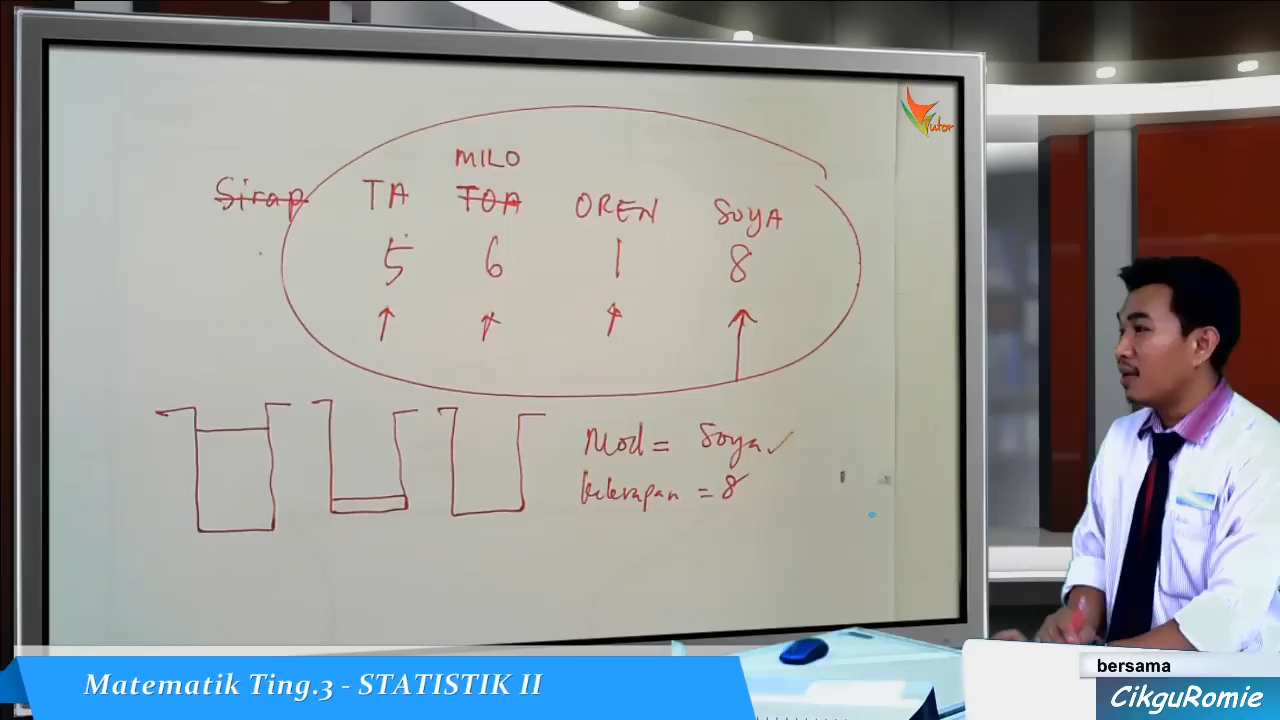 MILO
Sirap TA TOA OREN SOYA
5 6 1 8
Mod = Soya ✓
kekerapan = 8
Tutor
Matematik Ting.3 - STATISTIK II
bersama
CikguRomie